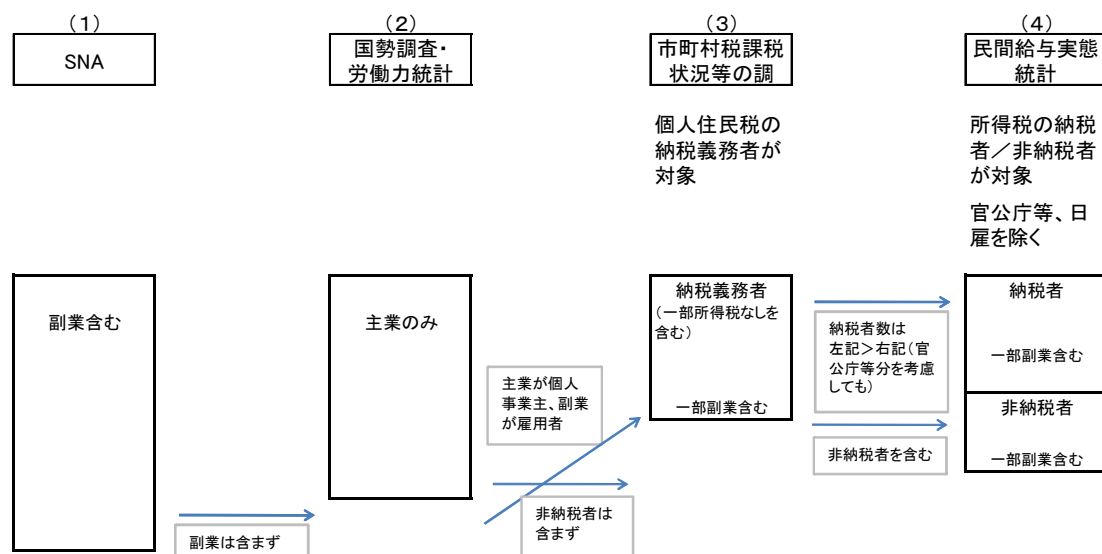 （１）
SNA
副業含む
副業は含まず
（２）
国勢調査・
労働力統計
主業のみ
主業が個人
事業主、副業
が雇用者
非納税者は
含まず
（３）
市町村税課税
状況等の調
個人住民税の
納税義務者が
対象
納税義務者
（一部所得税なしを
含む）
一部副業含む
納税者数は
左記＞右記（官
公庁等分を考慮
しても）
非納税者を含む
（４）
民間給与実態
統計
所得税の納税
者／非納税者
が対象
官公庁等、日
雇を除く
納税者
一部副業含む
非納税者
一部副業含む